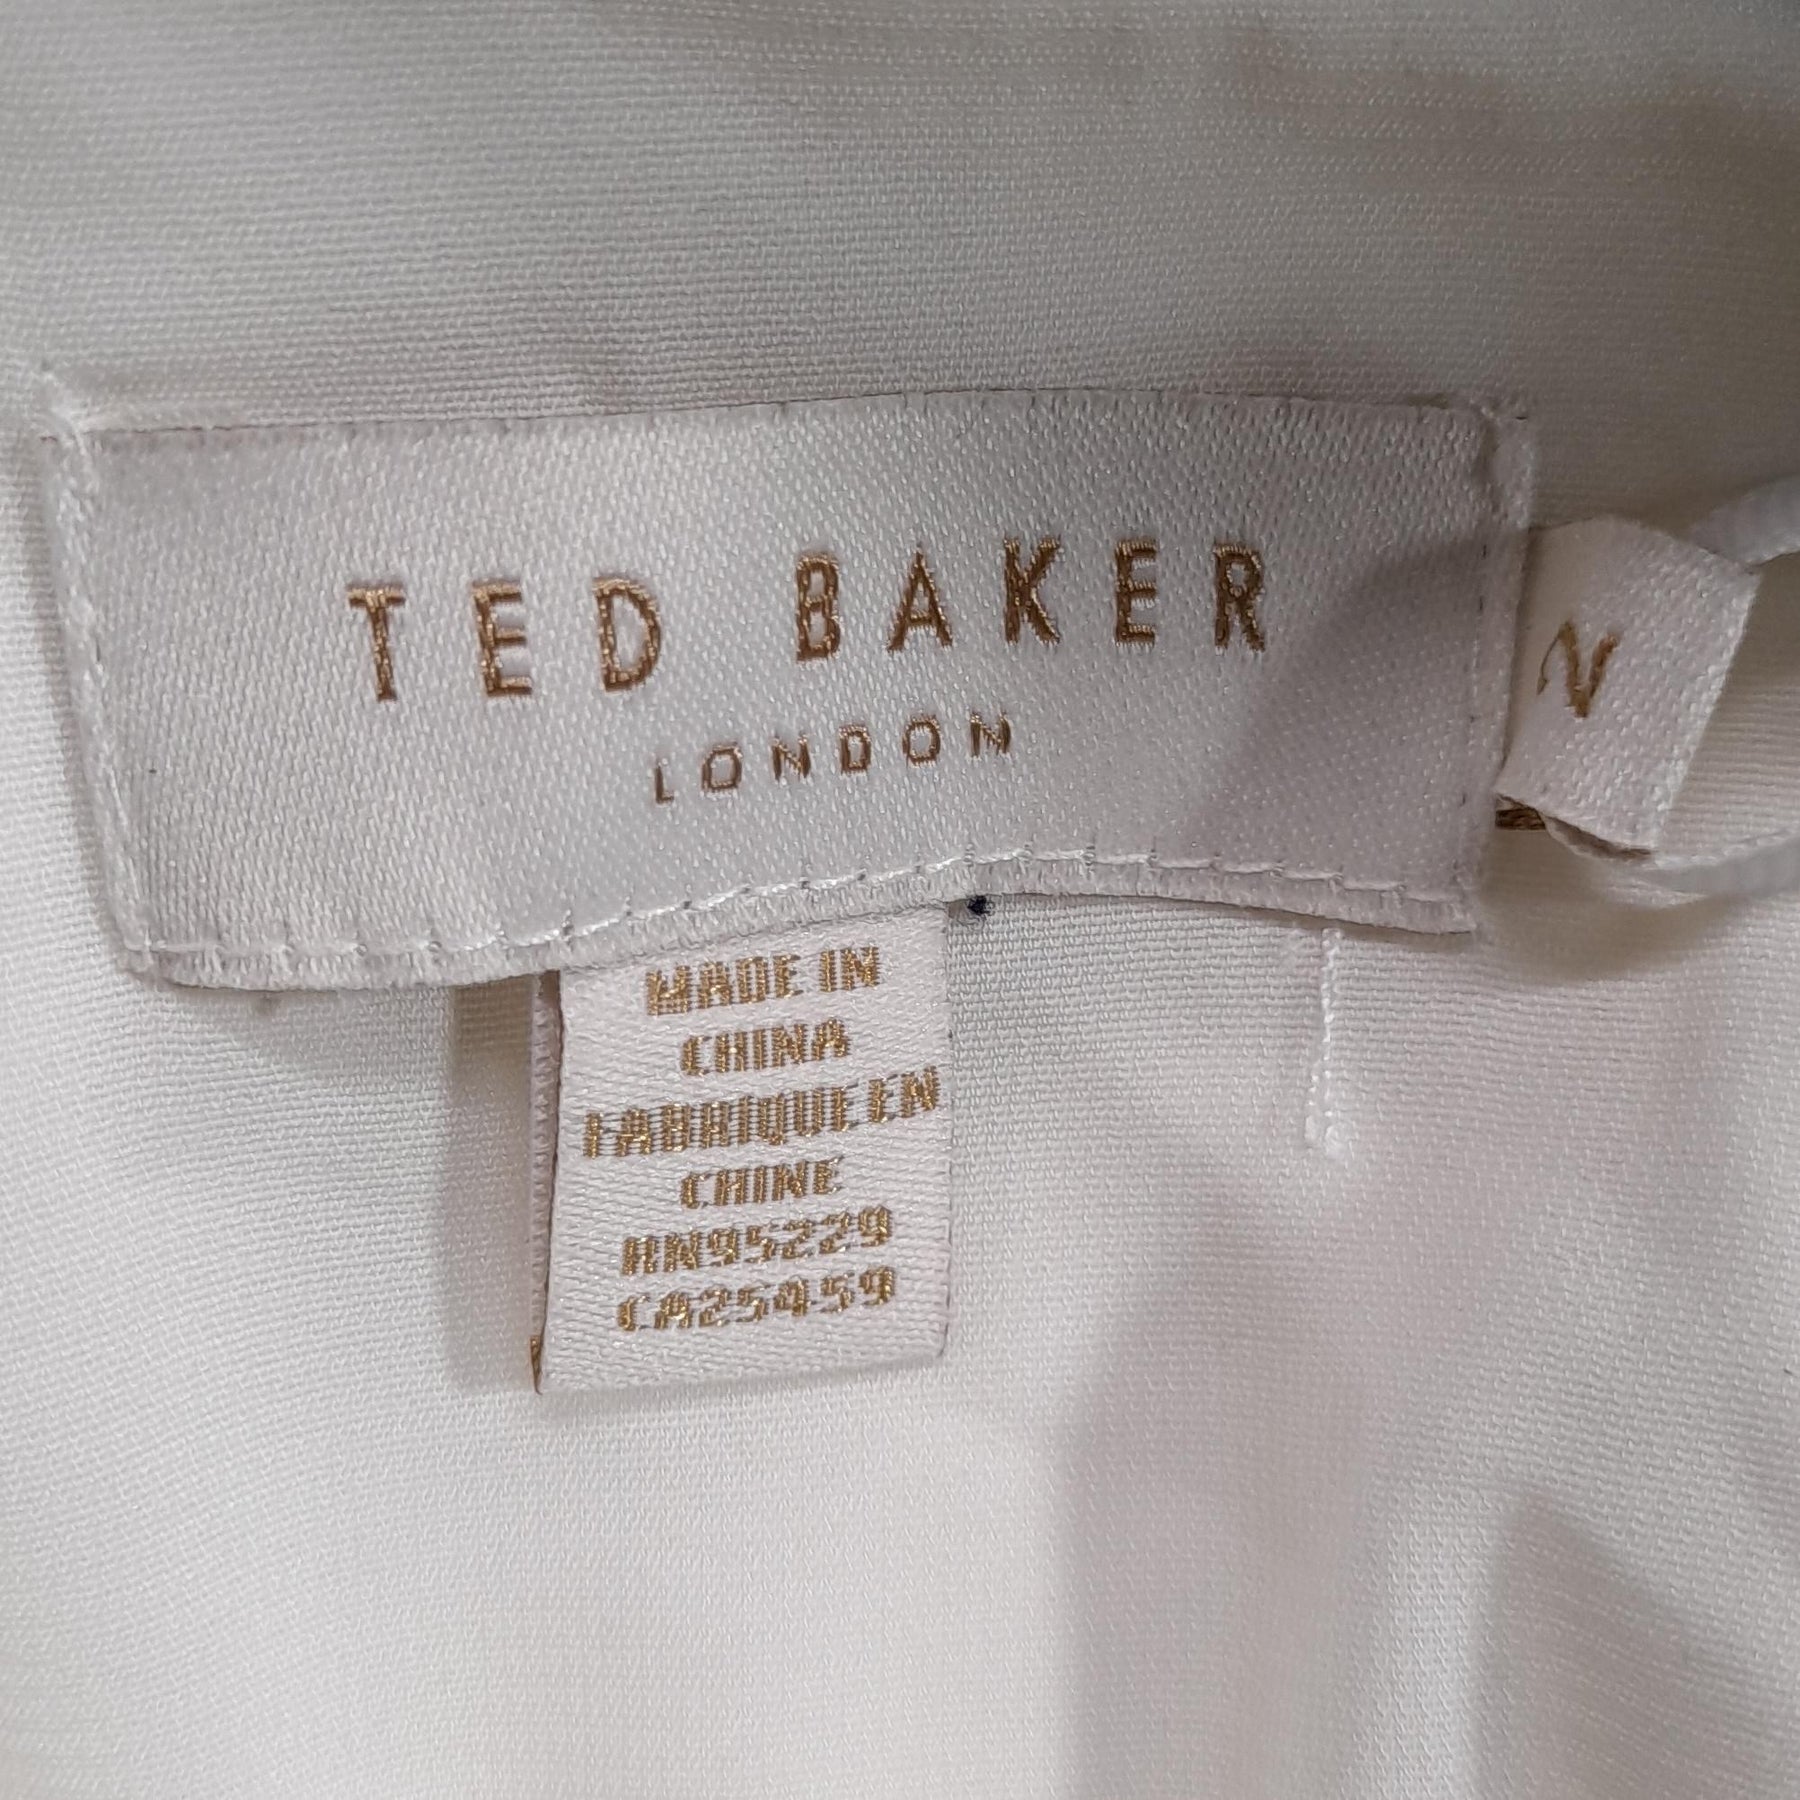 TED BAKER
LONDON
2
MADE IN
CHINA
FABRIQUE EN
CHINE
RN95229
CA25459